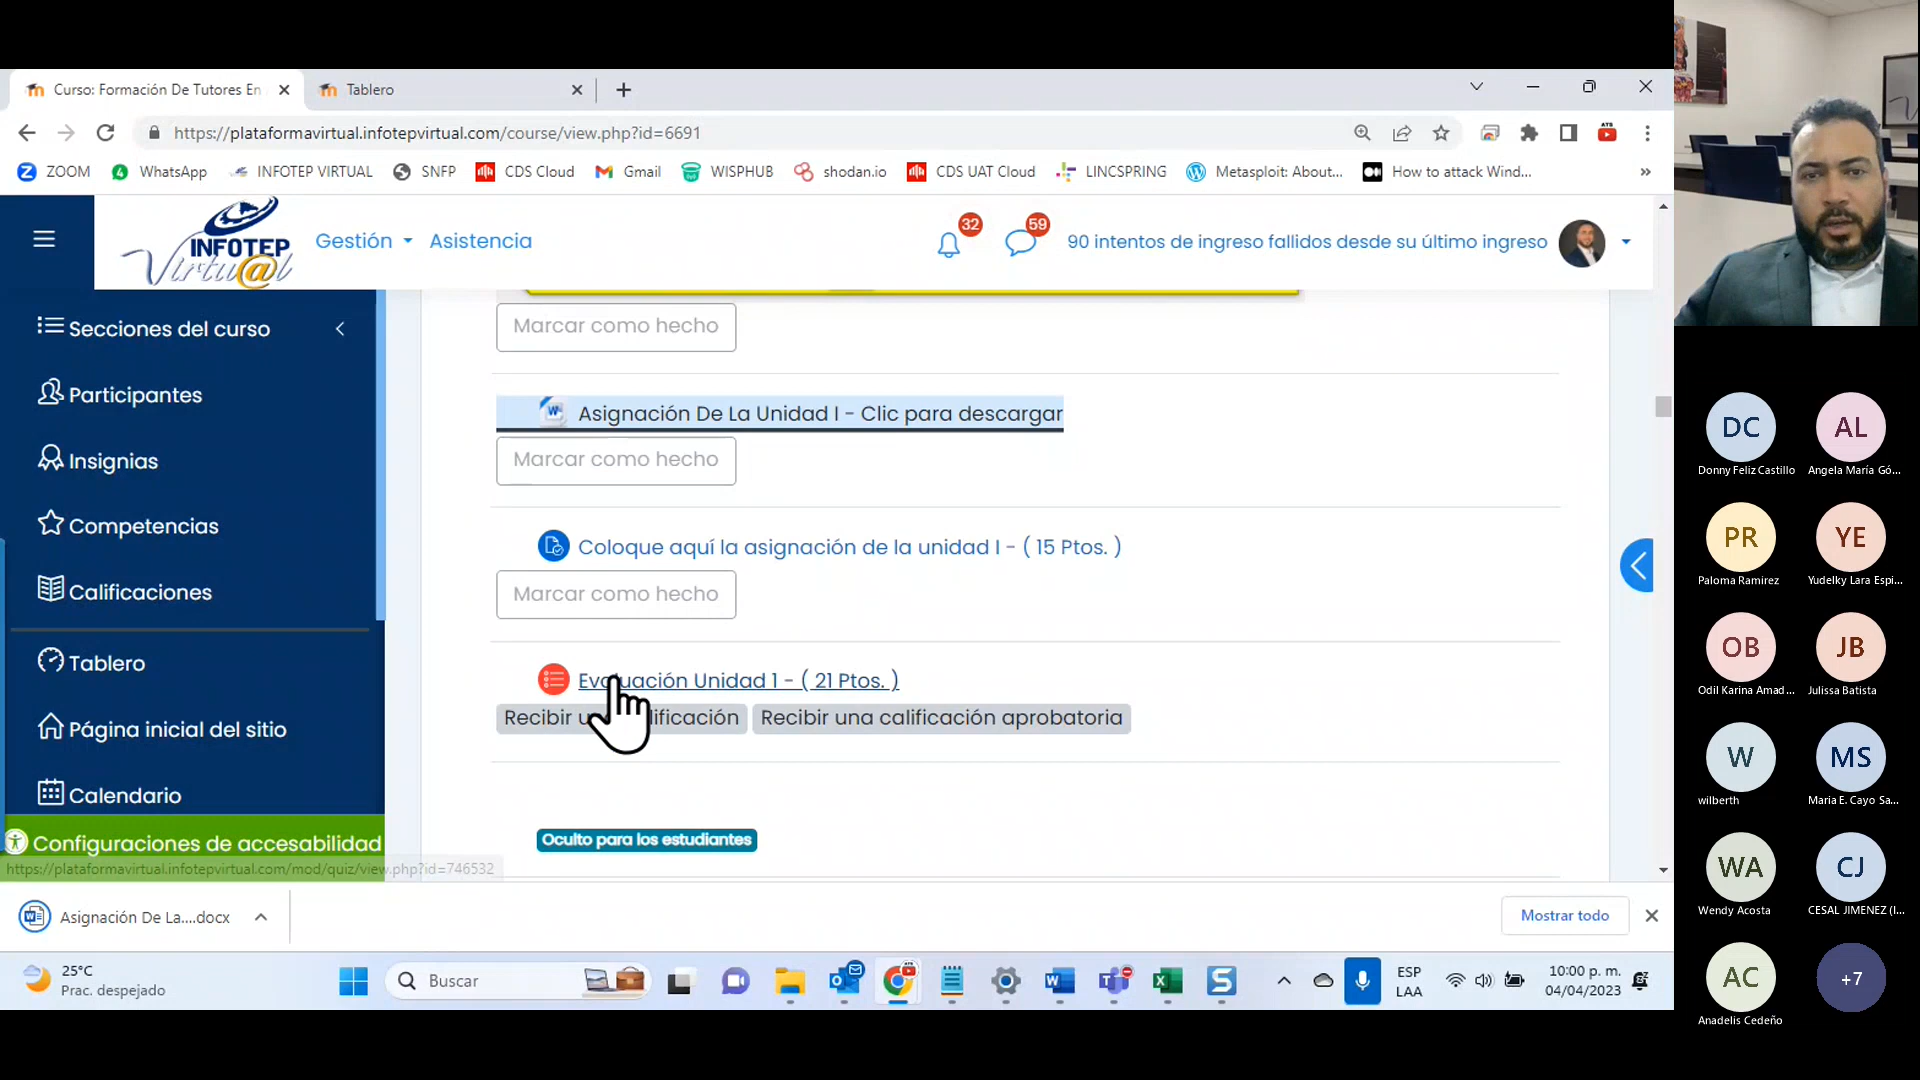 Curso: Formación De Tutores En
Tablero
https://plataformavirtual.infotepvirtual.com/course/view.php?id=6691
ZOOM
WhatsApp
INFOTEP VIRTUAL
SNFP
CDS Cloud
Gmail
WISPHUB
shodan.io
CDS UAT Cloud
LINCSPRING
Metasploit: About...
How to attack Wind...
»
INFOTEP
Virtu@l
Gestión
Asistencia
32
59
90 intentos de ingreso fallidos desde su último ingreso
Secciones del curso
Participantes
Insignias
Competencias
Calificaciones
Tablero
Página inicial del sitio
Calendario
Configuraciones de accesabilidad
https://plataformavirtual.infotepvirtual.com/mod/quiz/view.php?id=746532
Marcar como hecho
Asignación De La Unidad I - Clic para descargar
Marcar como hecho
Coloque aquí la asignación de la unidad I - ( 15 Ptos. )
Marcar como hecho
Evaluación Unidad 1 - ( 21 Ptos. )
Recibir una calificación
Recibir una calificación aprobatoria
Oculto para los estudiantes
Asignación De La....docx
Mostrar todo
25°C
Prac. despejado
Buscar
ESP
LAA
10:00 p. m.
04/04/2023
DC
Donny Feliz Castillo
AL
Angela María Gó...
PR
Paloma Ramirez
YE
Yudelky Lara Espi...
OB
Odil Karina Amad...
JB
Julissa Batista
W
wilberth
MS
Maria E. Cayo Sa...
WA
Wendy Acosta
CJ
CESAL JIMENEZ (I...
AC
Anadelis Cedeño
+7